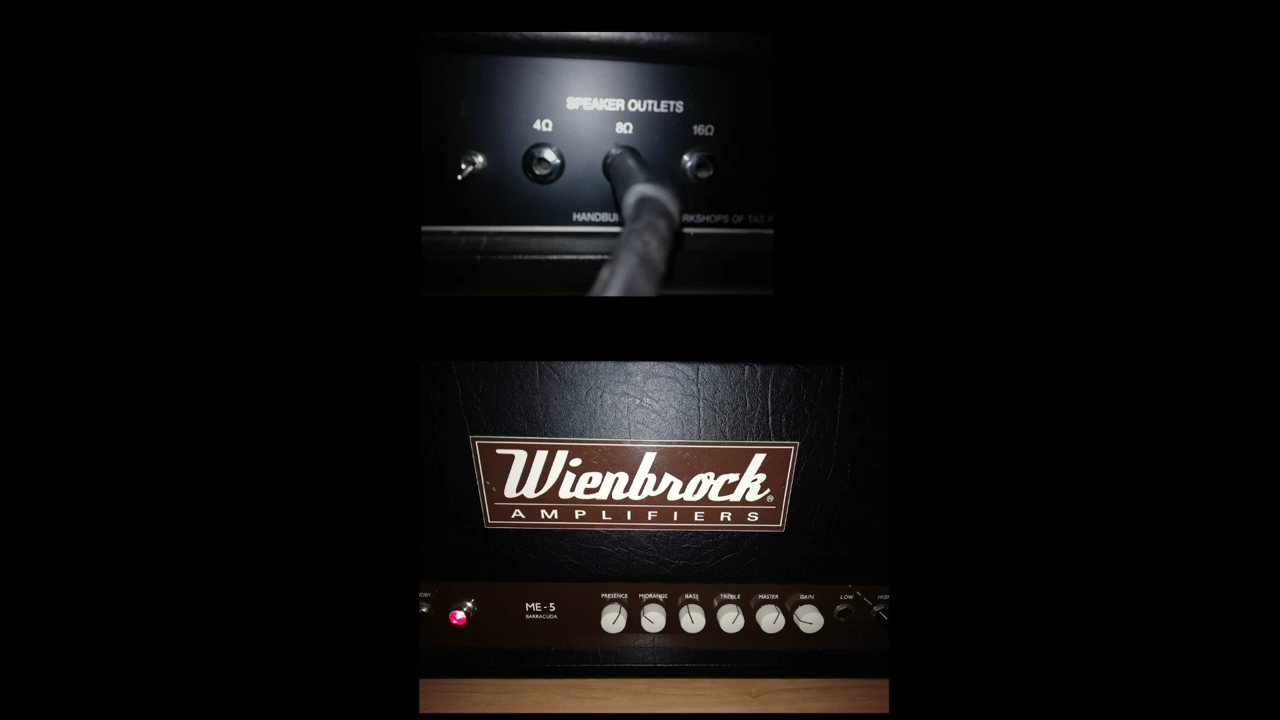 SPEAKER OUTLETS
4Ω 8Ω 16Ω
RKSHOPS OF TAS
Wienbrock®
AMPLIFIERS
ME-5
BARRACUDA
PRESENCE MIDRANGE BASS TREBLE MASTER GAIN LOW